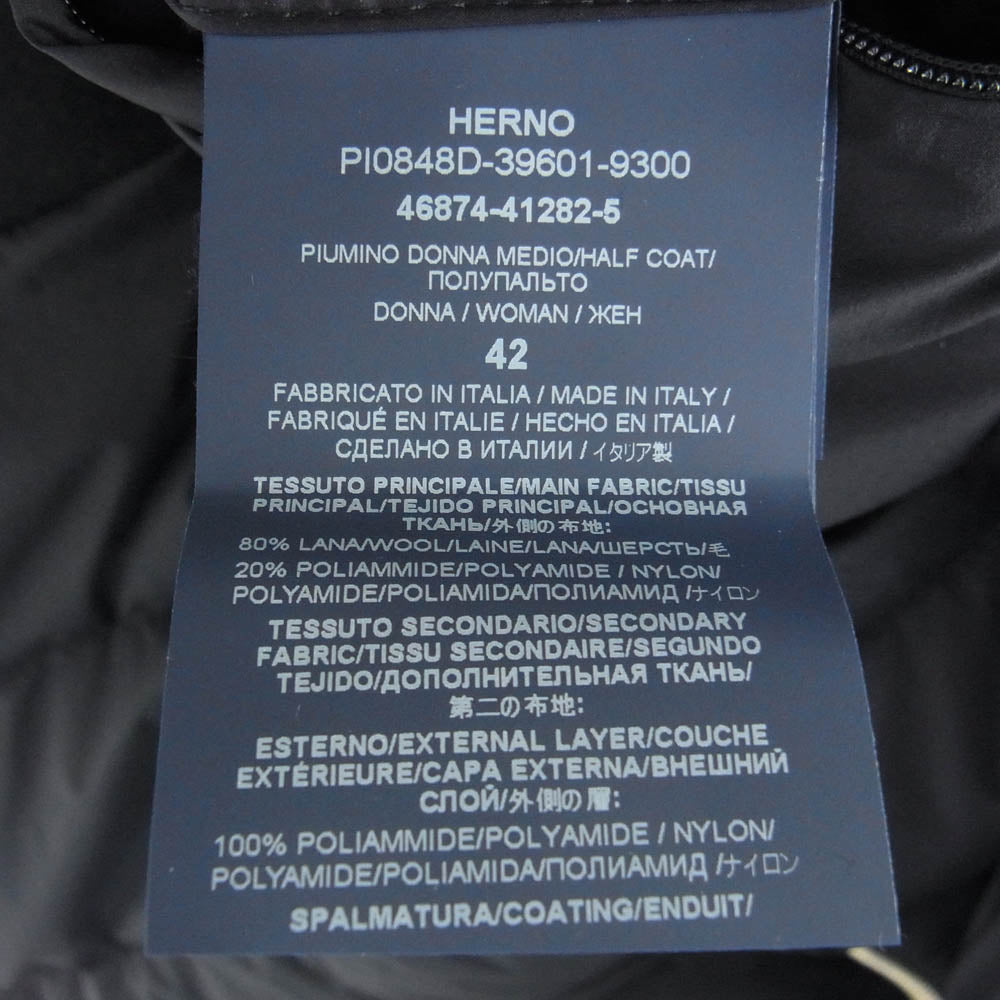 HERNO
PI0848D-39601-9300
46874-41282-5
PIUMINO DONNA MEDIO/HALF COAT/
ПОЛУПАЛЬТО
DONNA / WOMAN / ЖЕН
42
FABBRICATO IN ITALIA / MADE IN ITALY /
FABRIQUÉ EN ITALIE / HECHO EN ITALIA /
СДЕЛАНО В ИТАЛИИ / イタリア製
TESSUTO PRINCIPALE/MAIN FABRIC/TISSU
PRINCIPAL/TEJIDO PRINCIPAL/ОСНОВНАЯ
ТКАНЬ/外側の布地:
80% LANA/WOOL/LAINE/LANA/ШЕРСТЬ/毛
20% POLIAMMIDE/POLYAMIDE / NYLON/
POLYAMIDE/POLIAMIDA/ПОЛИАМИД /ナイロン
TESSUTO SECONDARIO/SECONDARY
FABRIC/TISSU SECONDAIRE/SEGUNDO
TEJIDO/ДОПОЛНИТЕЛЬНАЯ ТКАНЬ/
第二の布地:
ESTERNO/EXTERNAL LAYER/COUCHE
EXTÉRIEURE/CAPA EXTERNA/ВНЕШНИЙ
СЛОЙ/外側の層:
100% POLIAMMIDE/POLYAMIDE / NYLON/
POLYAMIDE/POLIAMIDA/ПОЛИАМИД /ナイロン
SPALMATURA/COATING/ENDUIT/